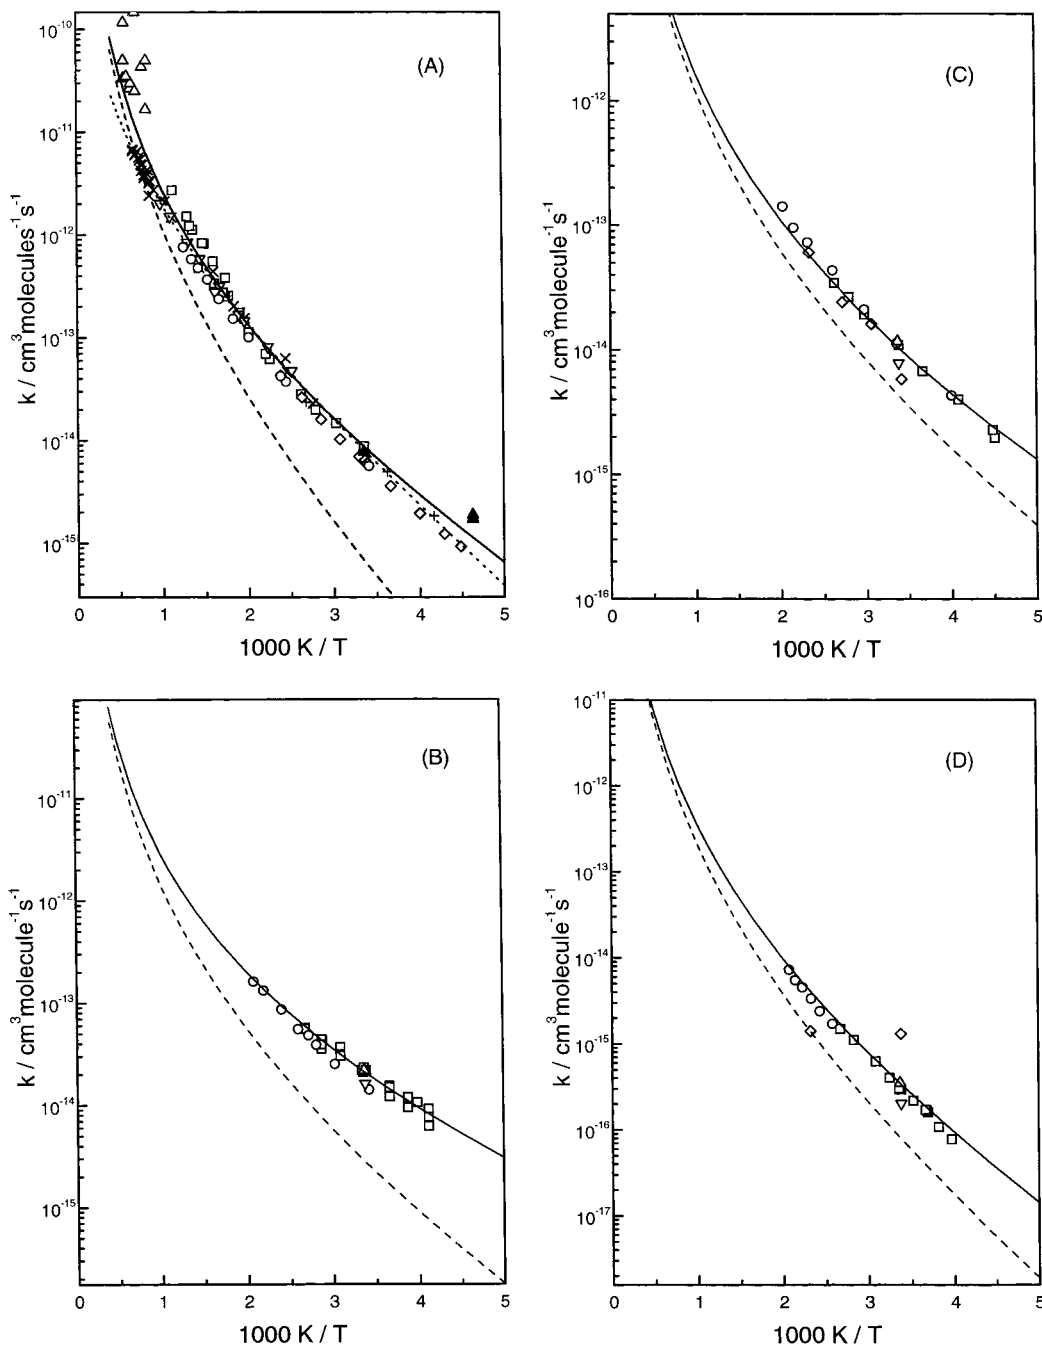 10⁻¹⁰
10⁻¹¹
10⁻¹²
10⁻¹³
10⁻¹⁴
10⁻¹⁵
k / cm³molecules⁻¹s⁻¹
(A)
0 1 2 3 4 5
1000 K / T
10⁻¹²
10⁻¹³
10⁻¹⁴
10⁻¹⁵
10⁻¹⁶
k / cm³molecule⁻¹s⁻¹
(C)
0 1 2 3 4 5
1000 K / T
10⁻¹¹
10⁻¹²
10⁻¹³
10⁻¹⁴
10⁻¹⁵
k / cm³molecule⁻¹s⁻¹
(B)
0 1 2 3 4 5
1000 K / T
10⁻¹¹
10⁻¹²
10⁻¹³
10⁻¹⁴
10⁻¹⁵
10⁻¹⁶
10⁻¹⁷
k / cm³molecule⁻¹s⁻¹
(D)
0 1 2 3 4 5
1000 K / T